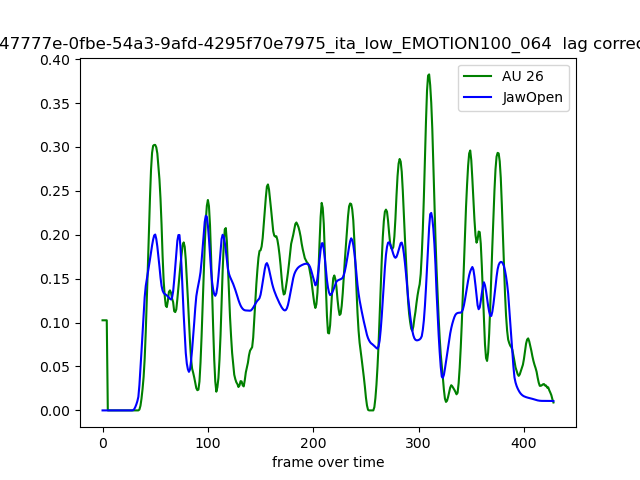 47777e-0fbe-54a3-9afd-4295f70e7975_ita_low_EMOTION100_064 lag correc
AU 26
JawOpen
0.40
0.35
0.30
0.25
0.20
0.15
0.10
0.05
0.00
0 100 200 300 400
frame over time